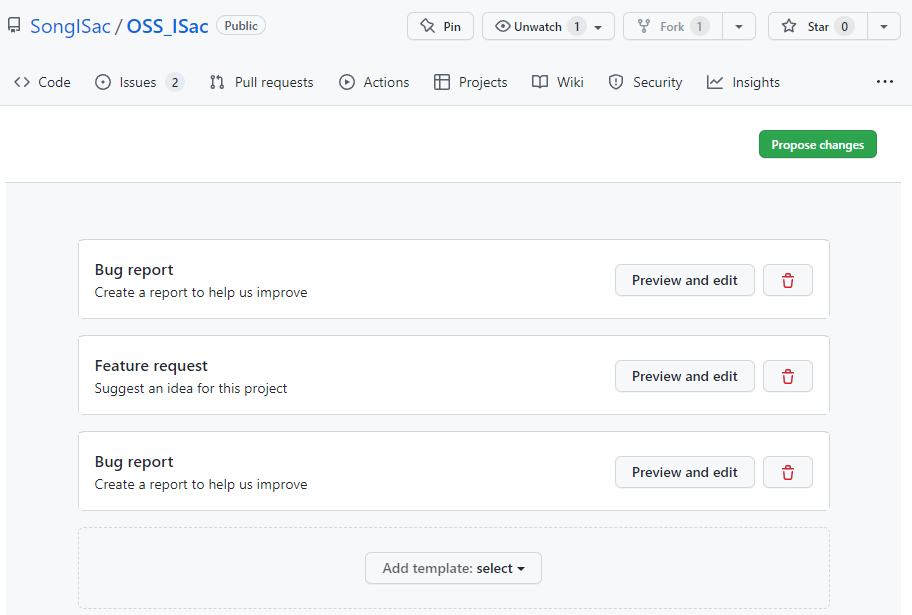 SongISac / OSS_ISac Public Pin Unwatch 1 Fork 1 Star 0
Code Issues 2 Pull requests Actions Projects Wiki Security Insights ...
Propose changes
Bug report
Create a report to help us improve
Preview and edit
Feature request
Suggest an idea for this project
Preview and edit
Bug report
Create a report to help us improve
Preview and edit
Add template: select